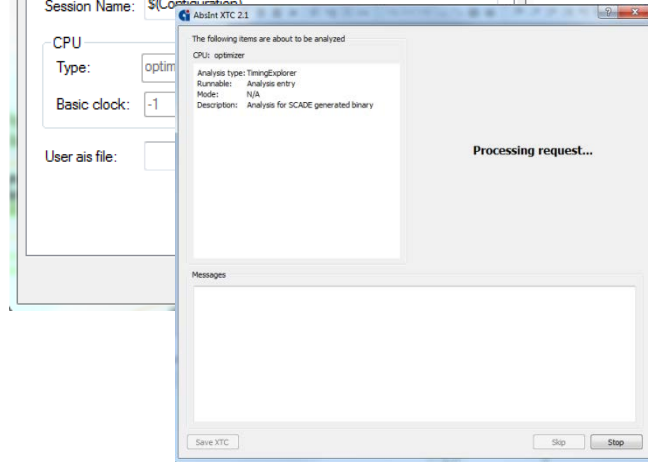 Session Name:
$(Configuration)
CPU
Type:
optim
Basic clock:
-1
User ais file:
AbsInt XTC 2.1
The following items are about to be analyzed
CPU: optimizer
Analysis type: TimingExplorer
Runnable: Analysis entry
Mode: N/A
Description: Analysis for SCADE generated binary
Processing request...
Messages
Save XTC
Skip
Stop